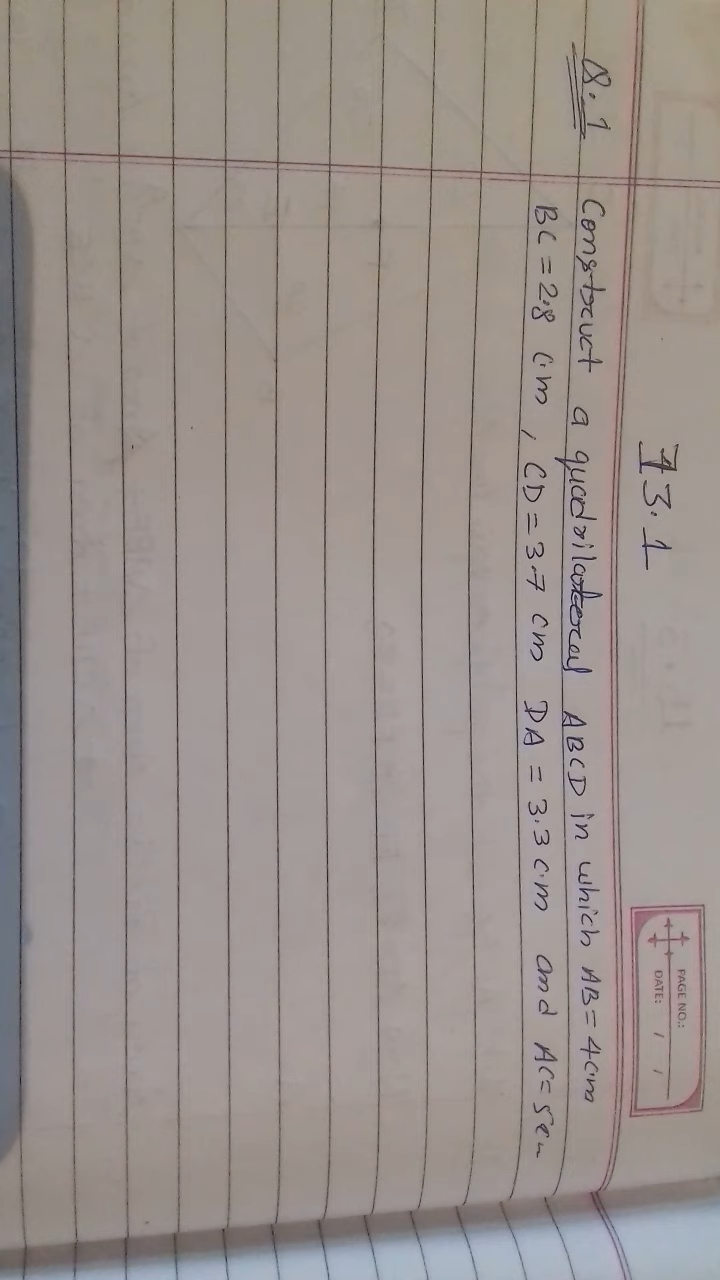 13.1
PAGE NO.:
DATE: / /
Q.1 Construct a quadrilateral ABCD in which AB = 4cm
BC = 2.8 cm, CD = 3.7 cm DA = 3.3 cm and AC = 5cm